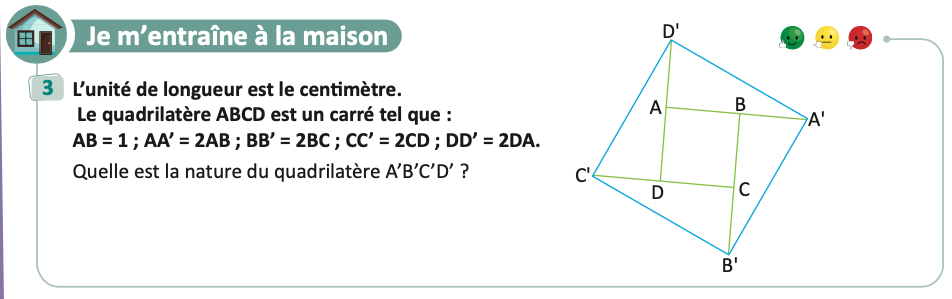 Je m'entraîne à la maison
3 L'unité de longueur est le centimètre.
Le quadrilatère ABCD est un carré tel que :
AB = 1 ; AA' = 2AB ; BB' = 2BC ; CC' = 2CD ; DD' = 2DA.
Quelle est la nature du quadrilatère A'B'C'D' ?
D'
A
B
A'
C'
D
C
B'